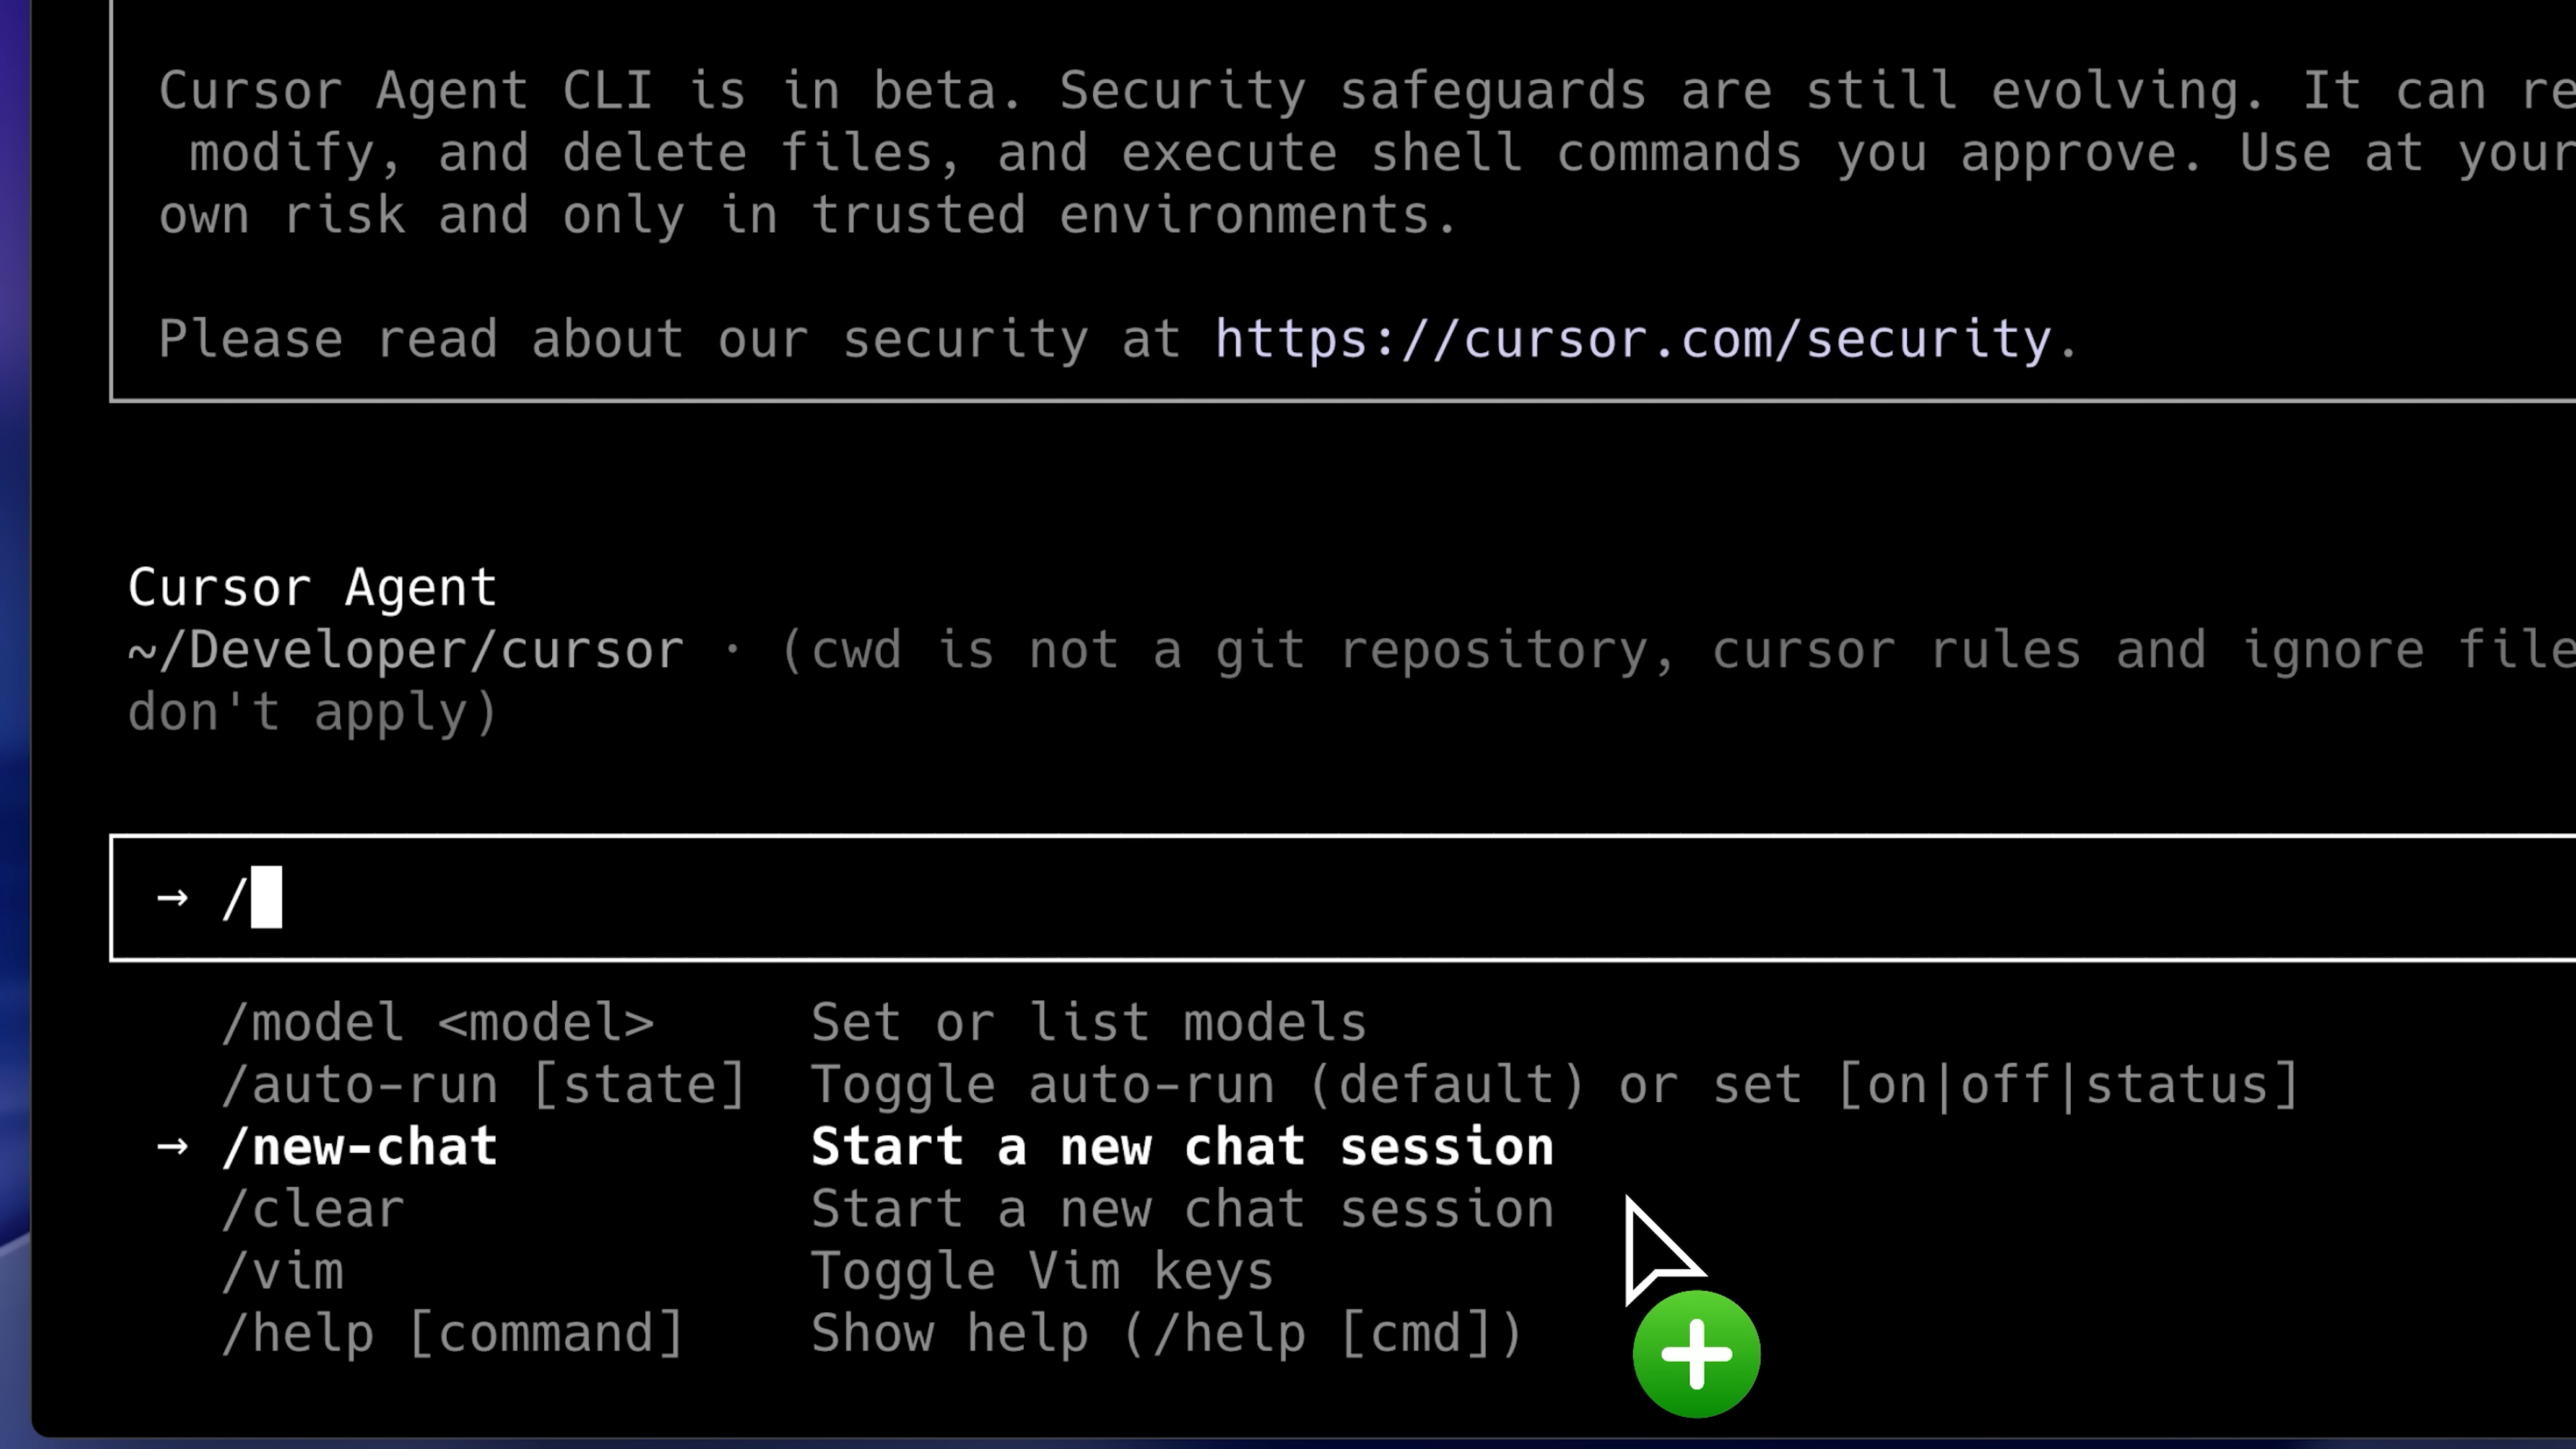 Cursor Agent CLI is in beta. Security safeguards are still evolving. It can
modify, and delete files, and execute shell commands you approve. Use at your
own risk and only in trusted environments.
Please read about our security at https://cursor.com/security.
Cursor Agent
~/Developer/cursor · (cwd is not a git repository, cursor rules and ignore
don't apply)
→ /
/model <model> Set or list models
/auto-run [state] Toggle auto-run (default) or set [on|off|status]
→ /new-chat Start a new chat session
/clear Start a new chat session
/vim Toggle Vim keys
/help [command] Show help (/help [cmd])